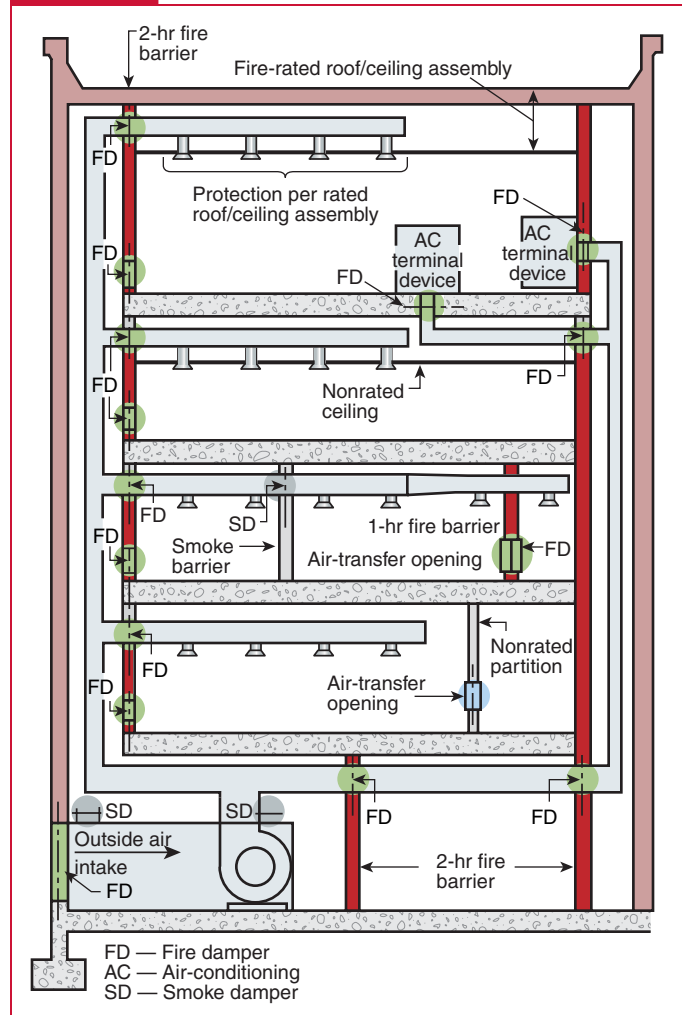 2-hr fire
barrier
Fire-rated roof/ceiling assembly
FD
Protection per rated
roof/ceiling assembly
FD
FD
AC
terminal
device
AC
terminal
device
FD
FD
FD
Nonrated
ceiling
FD
SD
1-hr fire barrier
FD
Smoke
barrier
Air-transfer opening
FD
FD
Nonrated
partition
FD
Air-transfer
opening
SD
SD
FD
FD
Outside air
intake
FD
2-hr fire
barrier
FD — Fire damper
AC — Air-conditioning
SD — Smoke damper